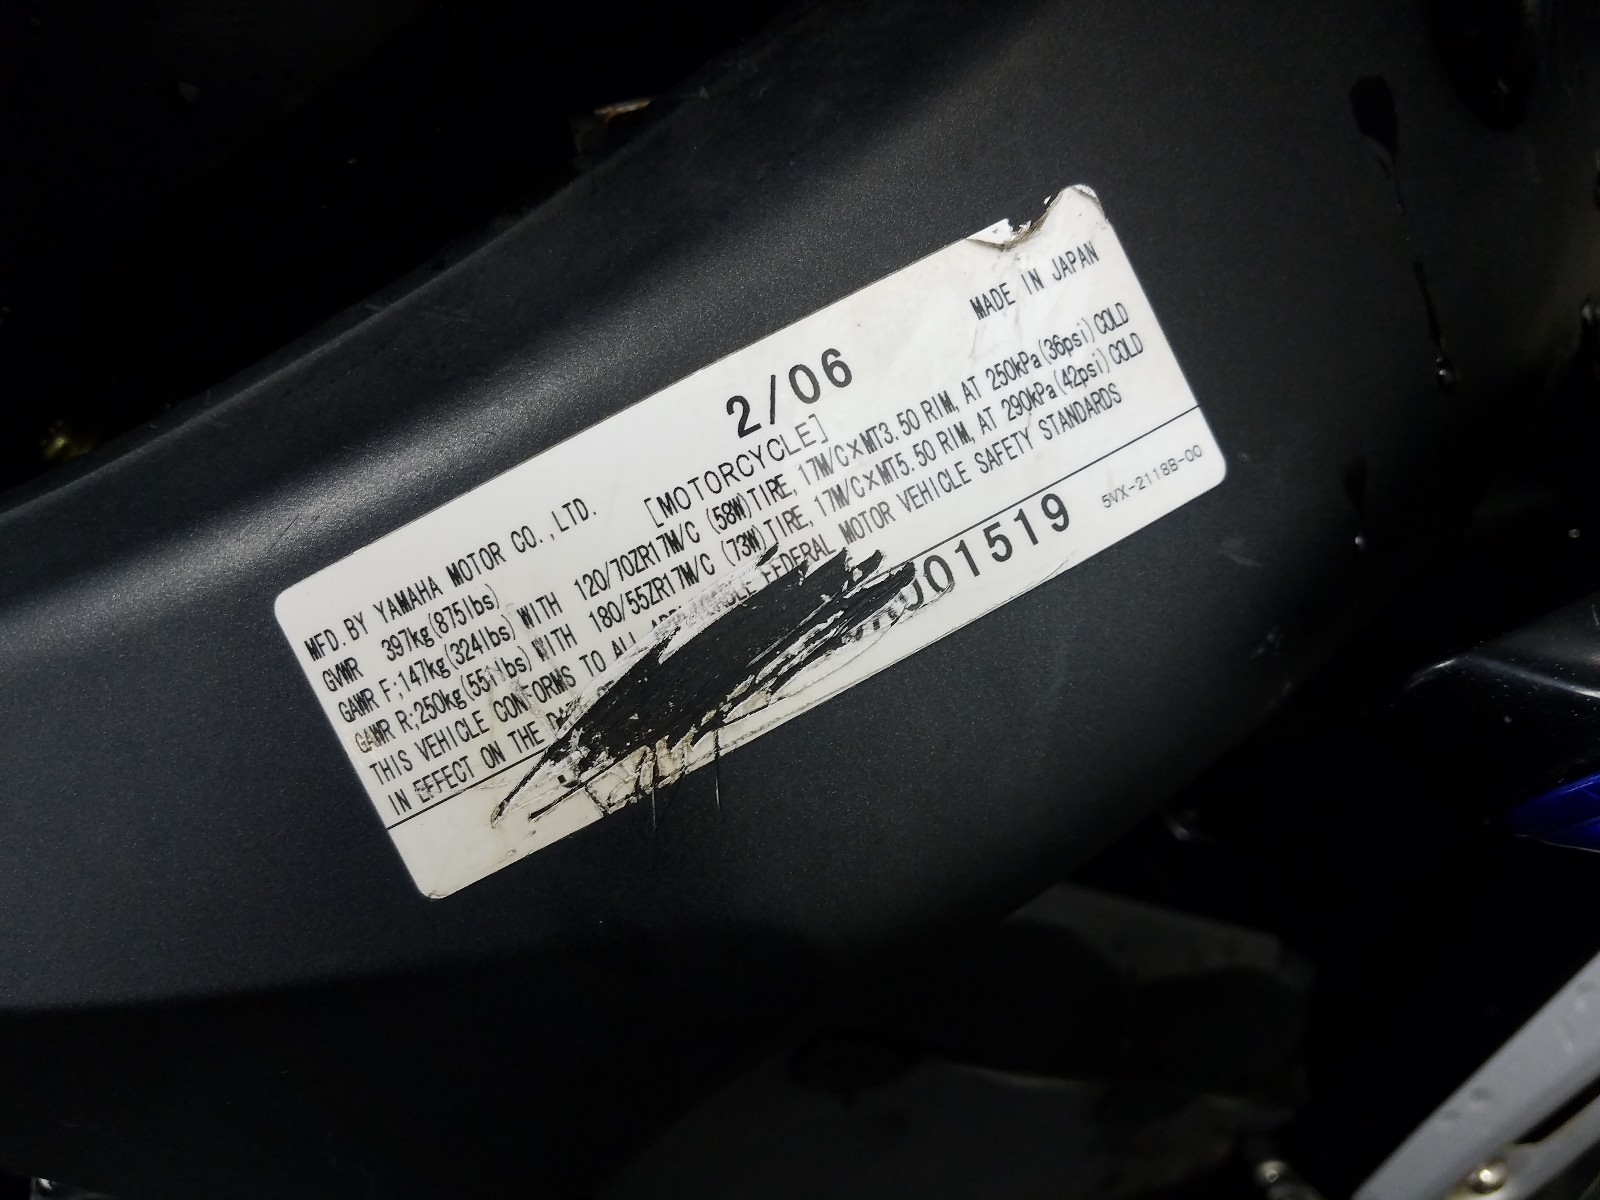 MADE IN JAPAN
2/06
MFD.BY YAMAHA MOTOR CO.,LTD. [MOTORCYCLE]
GVWR 397kg(875lbs)
GAWR F:147kg(324lbs) WITH 120/70ZR17M/C (58W)TIRE, 17M/C×MT3.50 RIM, AT 250kPa(36psi)COLD
GAWR R:250kg(551lbs) WITH 180/55ZR17M/C (73W)TIRE, 17M/C×MT5.50 RIM, AT 290kPa(42psi)COLD
THIS VEHICLE CONFORMS TO ALL FEDERAL MOTOR VEHICLE SAFETY STANDARDS
IN EFFECT ON THE
01519
5VX-2118B-00